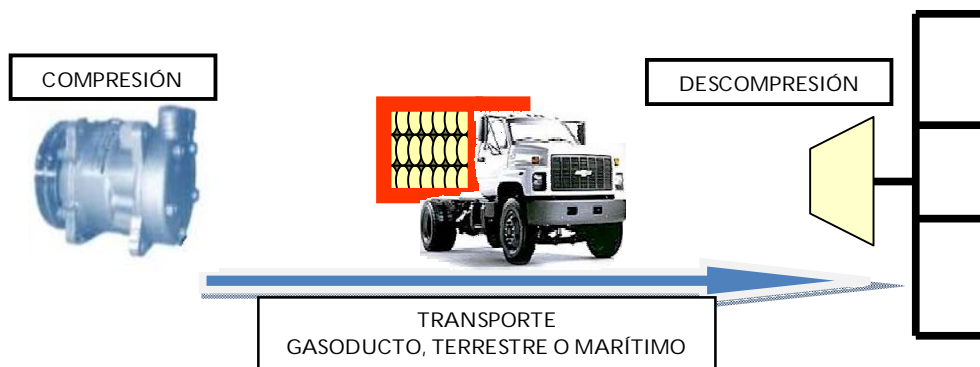 COMPRESIÓN
DESCOMPRESIÓN
TRANSPORTE
GASODUCTO, TERRESTRE O MARÍTIMO